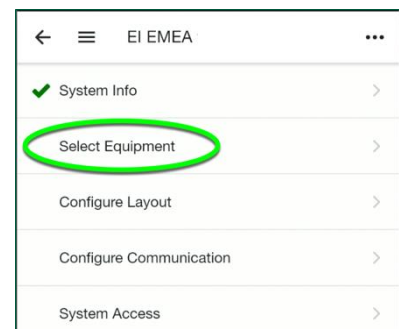 EI EMEA
System Info
Select Equipment
Configure Layout
Configure Communication
System Access